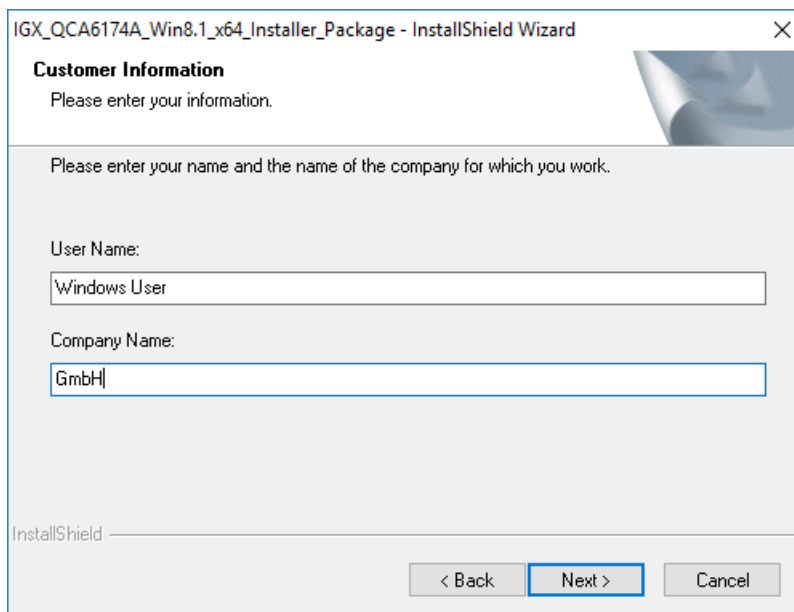 IGX_QCA6174A_Win8.1_x64_Installer_Package - InstallShield Wizard
Customer Information
Please enter your information.
Please enter your name and the name of the company for which you work.
User Name:
Windows User
Company Name:
GmbH
InstallShield
< Back Next > Cancel